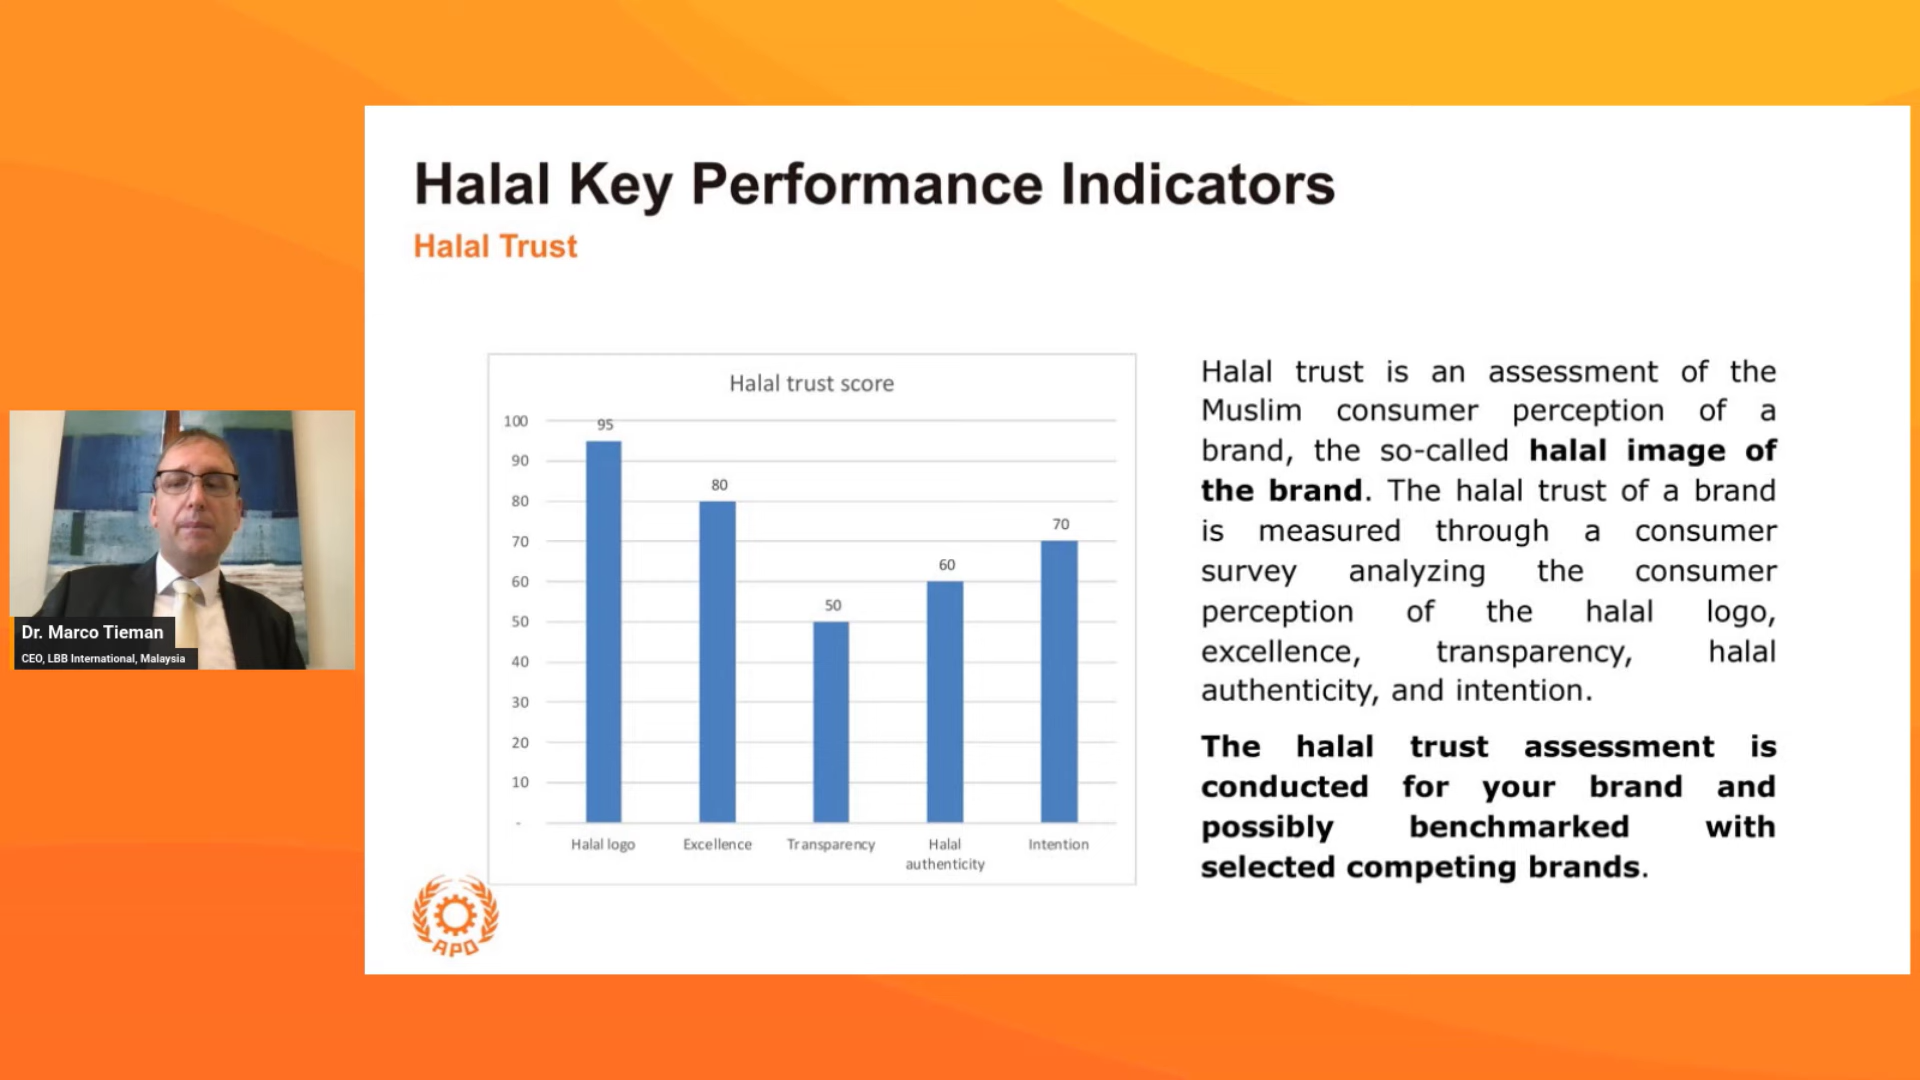 Halal Key Performance Indicators
Halal Trust
Halal trust score
100
90
80
70
60
50
40
30
20
10
-
95
80
50
60
70
Halal logo
Excellence
Transparency
Halal
authenticity
Intention
Halal trust is an assessment of the
Muslim consumer perception of a
brand, the so-called halal image of
the brand. The halal trust of a brand
is measured through a consumer
survey analyzing the consumer
perception of the halal logo,
excellence, transparency, halal
authenticity, and intention.
The halal trust assessment is
conducted for your brand and
possibly benchmarked with
selected competing brands.
Dr. Marco Tieman
CEO, LBB International, Malaysia
APO